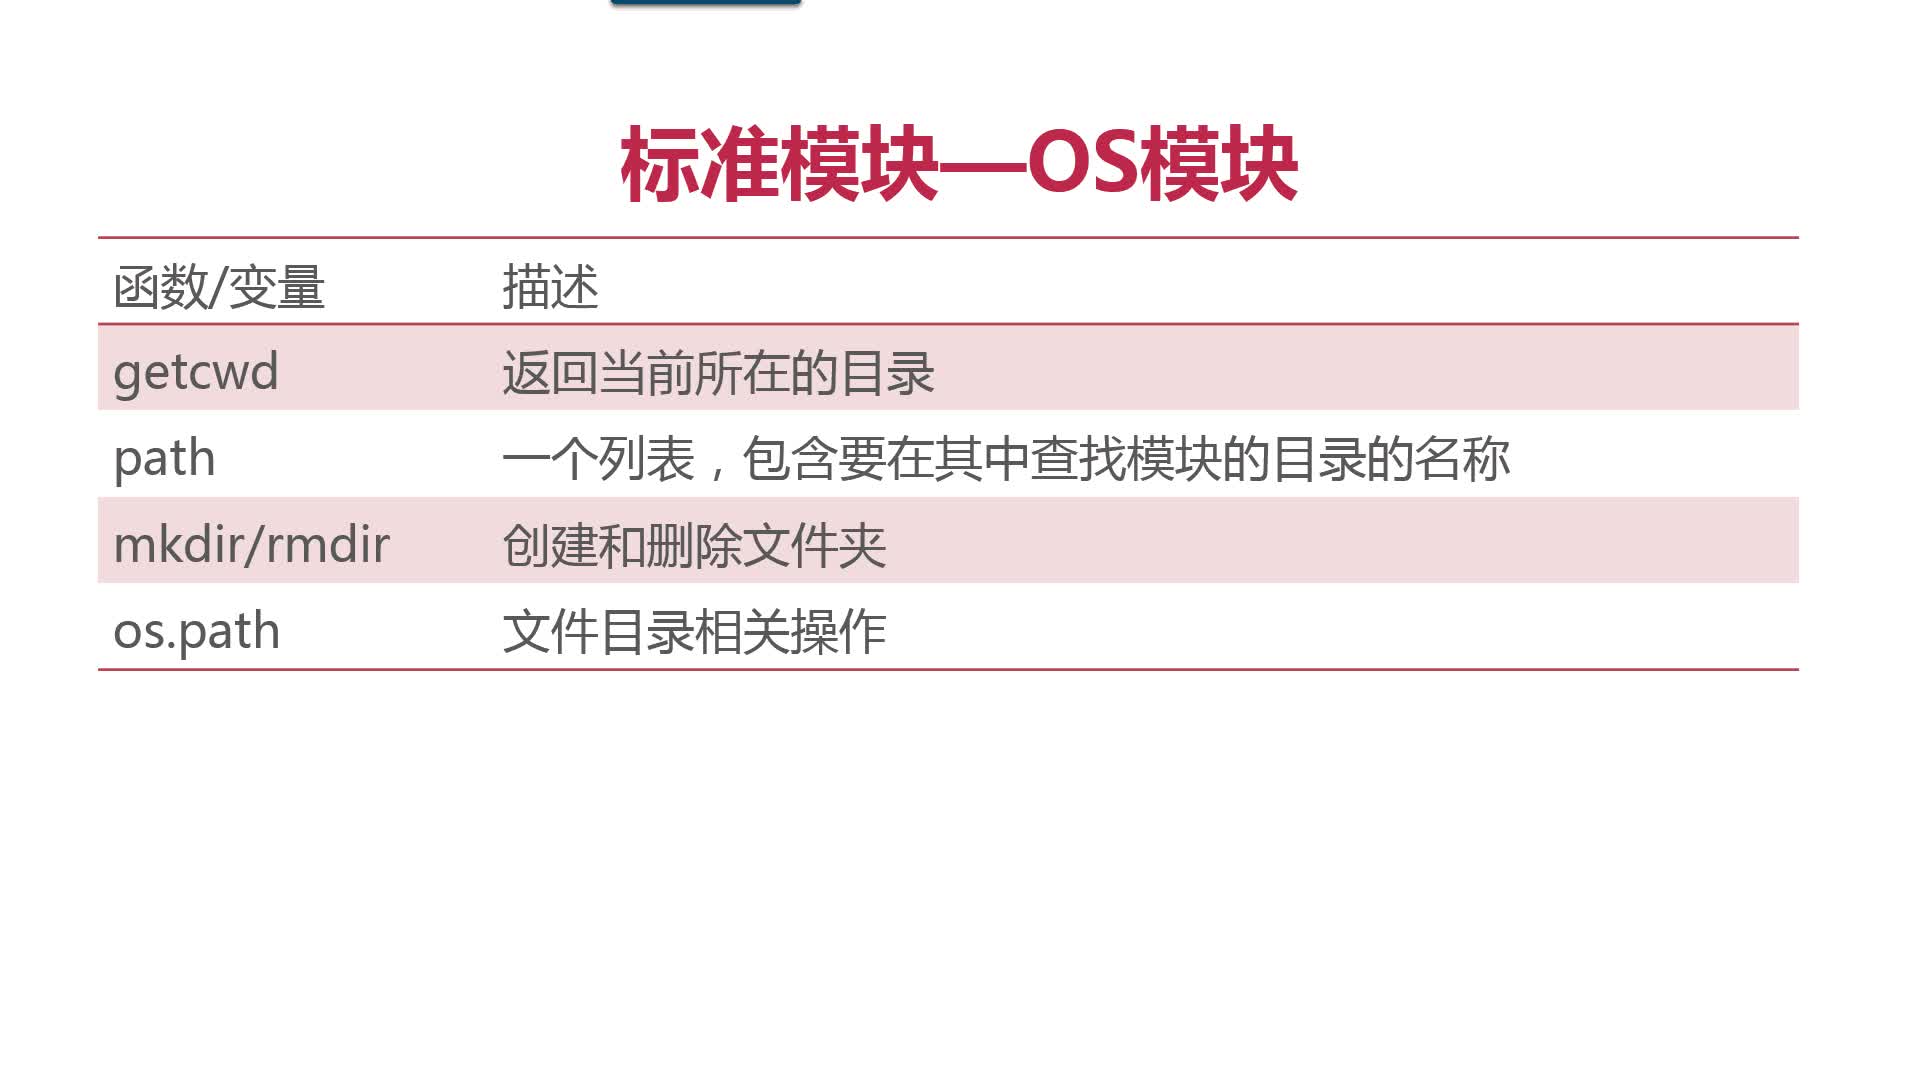 标准模块—OS模块
函数/变量 描述
getcwd 返回当前所在的目录
path 一个列表，包含要在其中查找模块的目录的名称
mkdir/rmdir 创建和删除文件夹
os.path 文件目录相关操作